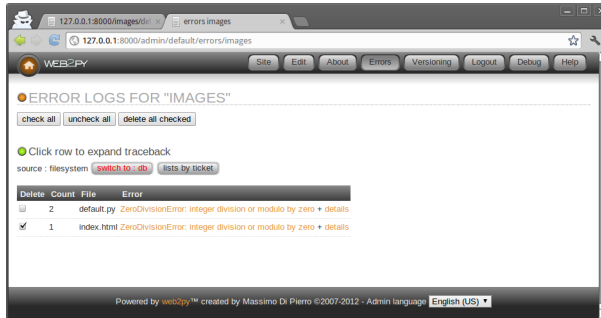 127.0.0.1:8000/images/def
errors images
127.0.0.1:8000/admin/default/errors/images
WEB2PY
Site Edit About Errors Versioning Logout Debug Help
ERROR LOGS FOR "IMAGES"
check all uncheck all delete all checked
Click row to expand traceback
source : filesystem switch to : db lists by ticket
Delete Count File Error
2 default.py ZeroDivisionError: integer division or modulo by zero + details
1 index.html ZeroDivisionError: integer division or modulo by zero + details
Powered by web2py™ created by Massimo Di Pierro ©2007-2012 - Admin language English (US)